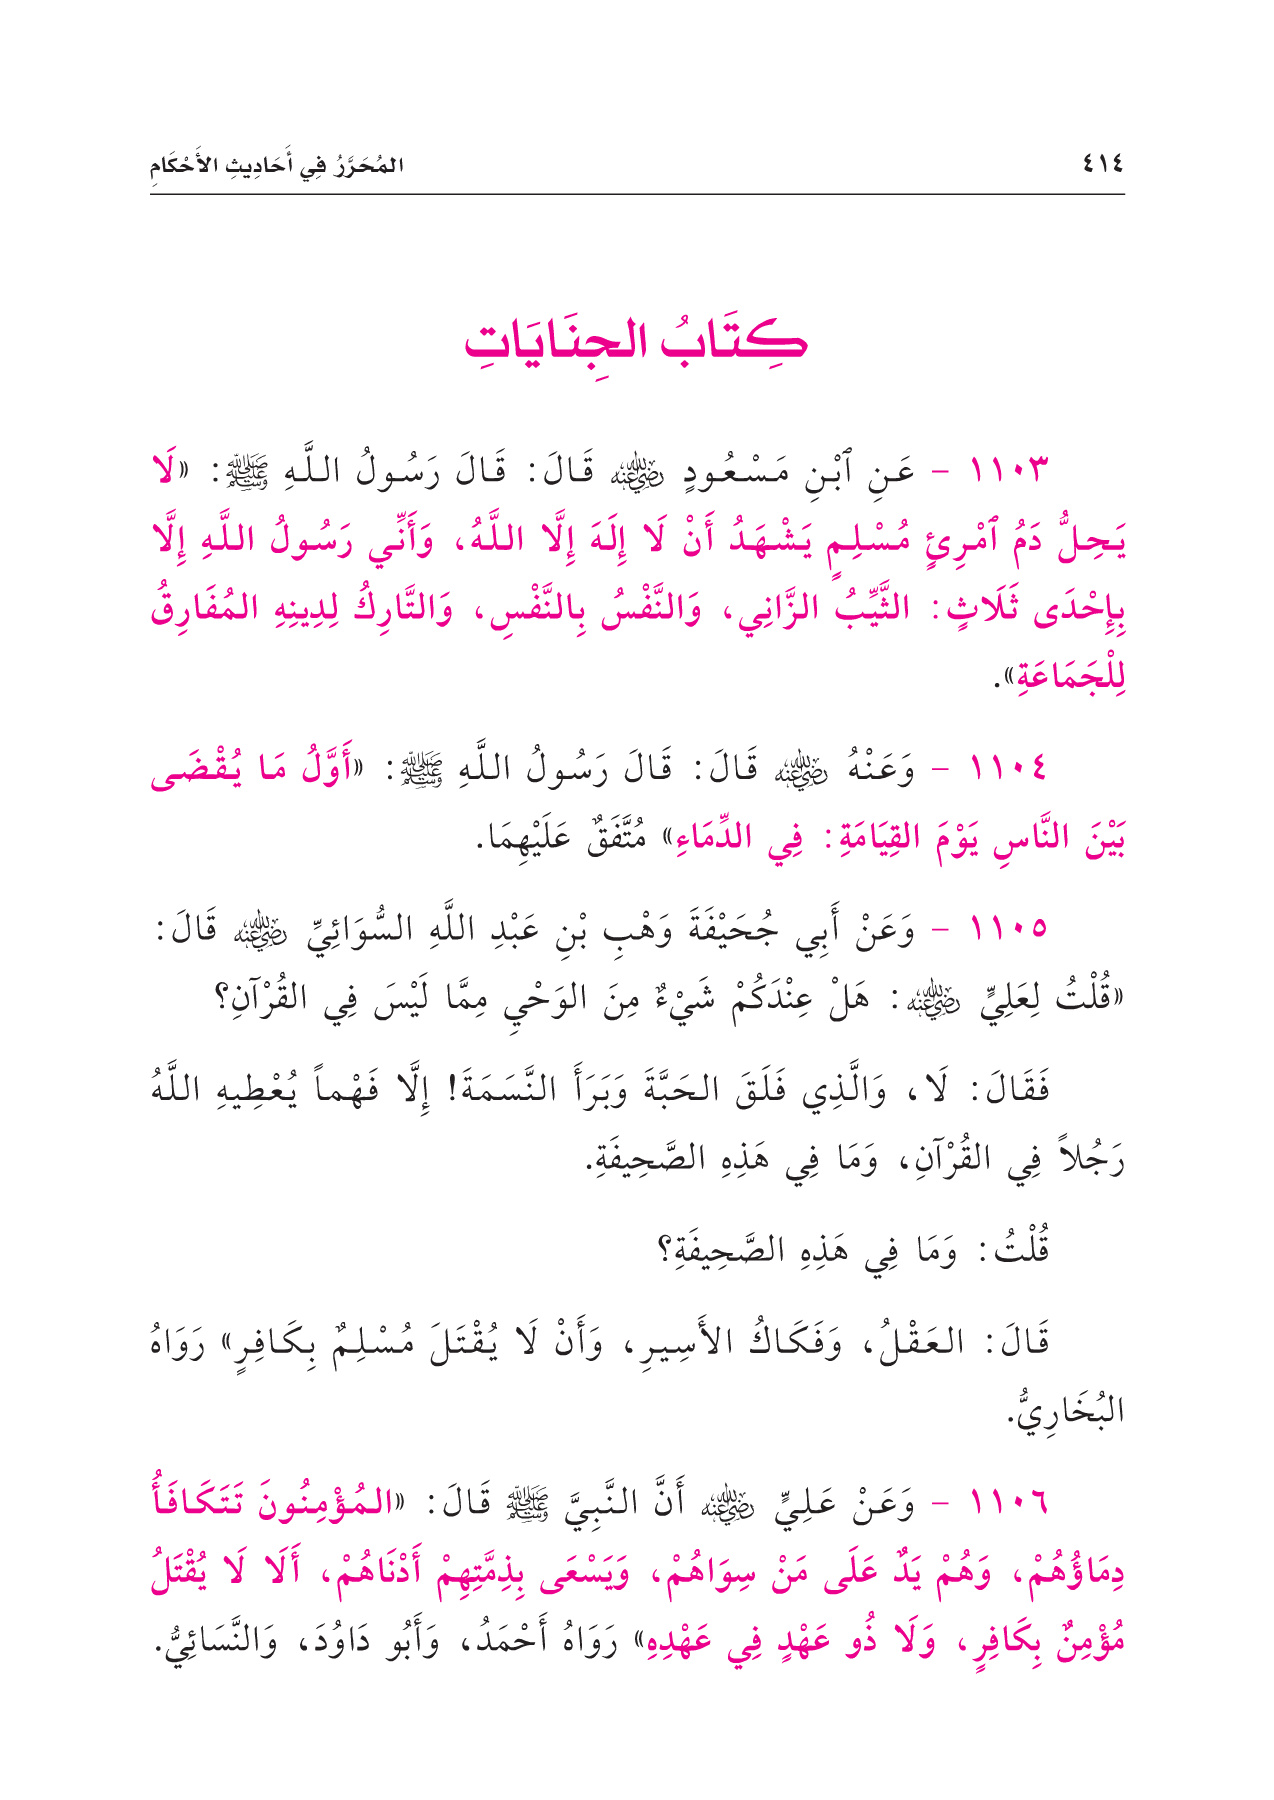 ٤١٤ المُحَرَّرُ فِي أَحَادِيثِ الأَحْكَامِ
كِتَابُ الجِنَايَاتِ
١١٠٣ - عَنِ ٱبْنِ مَسْعُودٍ ﵁ قَالَ: قَالَ رَسُولُ اللَّهِ ﷺ: «لَا
يَحِلُّ دَمُ ٱمْرِئٍ مُسْلِمٍ يَشْهَدُ أَنْ لَا إِلَهَ إِلَّا اللَّهُ، وَأَنِّي رَسُولُ اللَّهِ إِلَّا
بِإِحْدَى ثَلَاثٍ: الثَّيِّبُ الزَّانِي، وَالنَّفْسُ بِالنَّفْسِ، وَالتَّارِكُ لِدِينِهِ المُفَارِقُ
لِلْجَمَاعَةِ».
١١٠٤ - وَعَنْهُ ﵁ قَالَ: قَالَ رَسُولُ اللَّهِ ﷺ: «أَوَّلُ مَا يُقْضَى
بَيْنَ النَّاسِ يَوْمَ القِيَامَةِ: فِي الدِّمَاءِ» مُتَّفَقٌ عَلَيْهِمَا.
١١٠٥ - وَعَنْ أَبِي جُحَيْفَةَ وَهْبِ بْنِ عَبْدِ اللَّهِ السُّوَائِيِّ ﵁ قَالَ:
«قُلْتُ لِعَلِيٍّ ﵁: هَلْ عِنْدَكُمْ شَيْءٌ مِنَ الوَحْيِ مِمَّا لَيْسَ فِي القُرْآنِ؟
فَقَالَ: لَا، وَالَّذِي فَلَقَ الحَبَّةَ وَبَرَأَ النَّسَمَةَ! إِلَّا فَهْماً يُعْطِيهِ اللَّهُ
رَجُلاً فِي القُرْآنِ، وَمَا فِي هَذِهِ الصَّحِيفَةِ.
قُلْتُ: وَمَا فِي هَذِهِ الصَّحِيفَةِ؟
قَالَ: العَقْلُ، وَفَكَاكُ الأَسِيرِ، وَأَنْ لَا يُقْتَلَ مُسْلِمٌ بِكَافِرٍ» رَوَاهُ
البُخَارِيُّ.
١١٠٦ - وَعَنْ عَلِيٍّ ﵁ أَنَّ النَّبِيَّ ﷺ قَالَ: «المُؤْمِنُونَ تَتَكَافَأُ
دِمَاؤُهُمْ، وَهُمْ يَدٌ عَلَى مَنْ سِوَاهُمْ، وَيَسْعَى بِذِمَّتِهِمْ أَدْنَاهُمْ، أَلَا لَا يُقْتَلُ
مُؤْمِنٌ بِكَافِرٍ، وَلَا ذُو عَهْدٍ فِي عَهْدِهِ» رَوَاهُ أَحْمَدُ، وَأَبُو دَاوُدَ، وَالنَّسَائِيُّ.